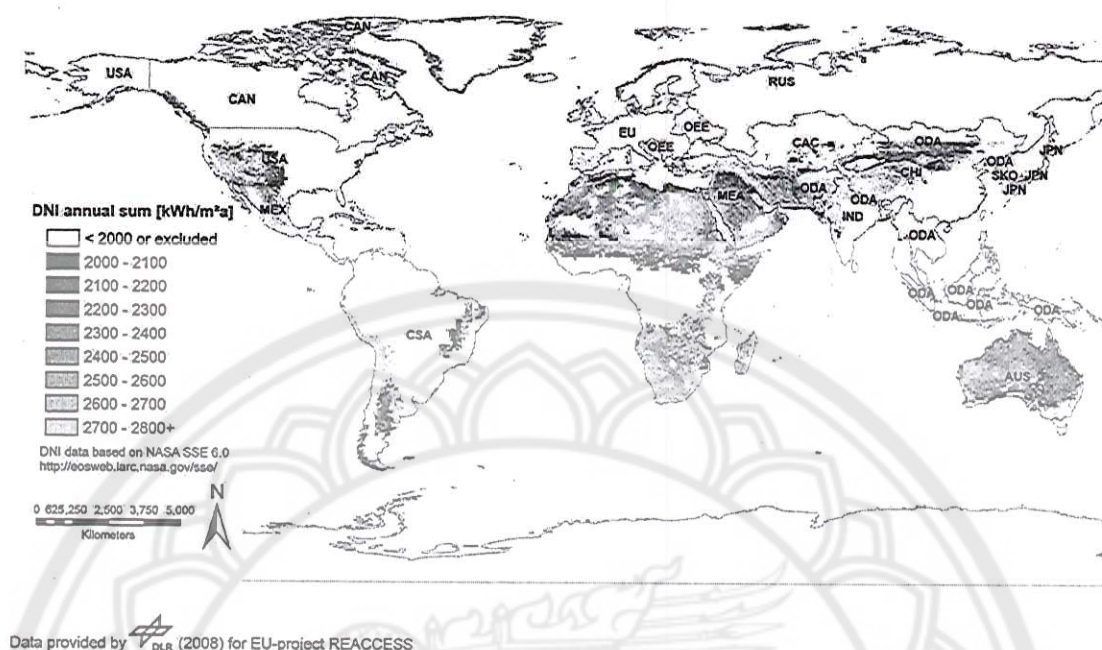 CAN
USA
CAN
CAN
RUS
EU
OEE
OEE
CAC
ODA
JPN
USA
ODA
CHI
SKO
JPN
JPN
MEX
MEA
ODA
ODA
IND
ODA
DNI annual sum [kWh/m²a]
< 2000 or excluded
2000 - 2100
2100 - 2200
2200 - 2300
2300 - 2400
2400 - 2500
2500 - 2600
2600 - 2700
2700 - 2800+
CSA
ODA
ODA
ODA
ODA
ODA
ODA
AUS
DNI data based on NASA SSE 6.0
http://eosweb.larc.nasa.gov/sse/
N
0 625,250 2,500 3,750 5,000
Kilometers
Data provided by DLR (2008) for EU-project REACCESS